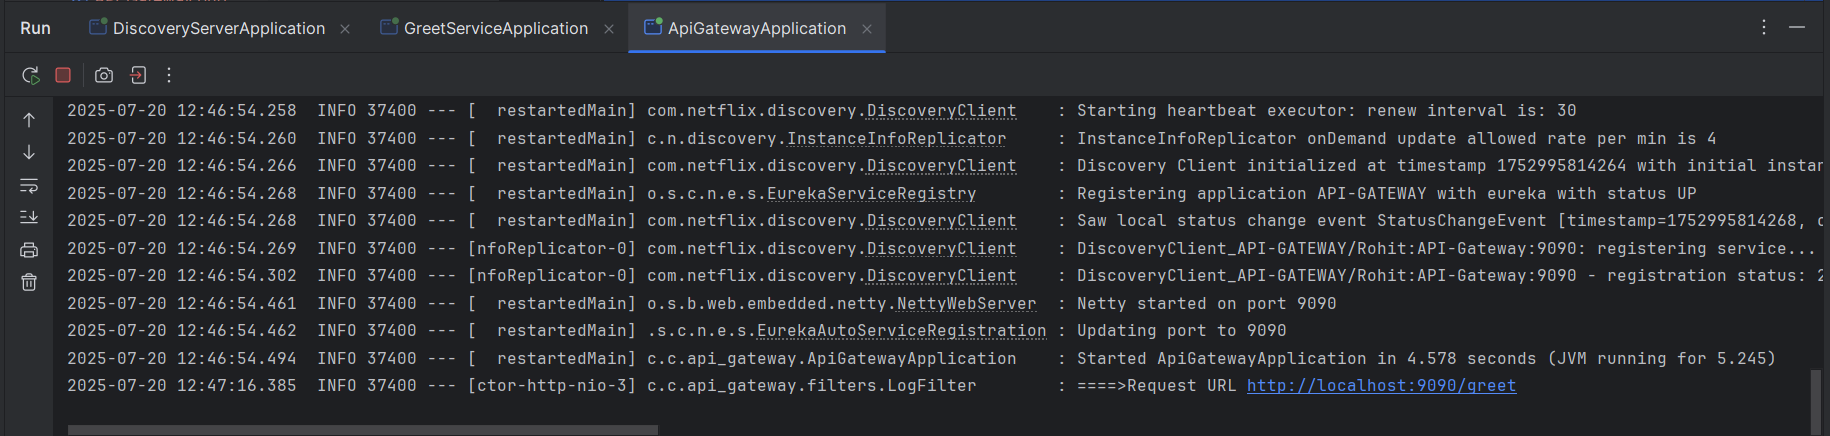 Run DiscoveryServerApplication GreetServiceApplication ApiGatewayApplication
2025-07-20 12:46:54.258  INFO 37400 --- [  restartedMain] com.netflix.discovery.DiscoveryClient    : Starting heartbeat executor: renew interval is: 30
2025-07-20 12:46:54.260  INFO 37400 --- [  restartedMain] c.n.discovery.InstanceInfoReplicator     : InstanceInfoReplicator onDemand update allowed rate per min is 4
2025-07-20 12:46:54.266  INFO 37400 --- [  restartedMain] com.netflix.discovery.DiscoveryClient    : Discovery Client initialized at timestamp 1752995814264 with initial instan
2025-07-20 12:46:54.268  INFO 37400 --- [  restartedMain] o.s.c.n.e.s.EurekaServiceRegistry        : Registering application API-GATEWAY with eureka with status UP
2025-07-20 12:46:54.268  INFO 37400 --- [  restartedMain] com.netflix.discovery.DiscoveryClient    : Saw local status change event StatusChangeEvent [timestamp=1752995814268, c
2025-07-20 12:46:54.269  INFO 37400 --- [nfoReplicator-0] com.netflix.discovery.DiscoveryClient    : DiscoveryClient_API-GATEWAY/Rohit:API-Gateway:9090: registering service...
2025-07-20 12:46:54.302  INFO 37400 --- [nfoReplicator-0] com.netflix.discovery.DiscoveryClient    : DiscoveryClient_API-GATEWAY/Rohit:API-Gateway:9090 - registration status: 2
2025-07-20 12:46:54.461  INFO 37400 --- [  restartedMain] o.s.b.web.embedded.netty.NettyWebServer  : Netty started on port 9090
2025-07-20 12:46:54.462  INFO 37400 --- [  restartedMain] .s.c.n.e.s.EurekaAutoServiceRegistration : Updating port to 9090
2025-07-20 12:46:54.494  INFO 37400 --- [  restartedMain] c.c.api_gateway.ApiGatewayApplication    : Started ApiGatewayApplication in 4.578 seconds (JVM running for 5.245)
2025-07-20 12:47:16.385  INFO 37400 --- [ctor-http-nio-3] c.c.api_gateway.filters.LogFilter        : ====>Request URL http://localhost:9090/greet